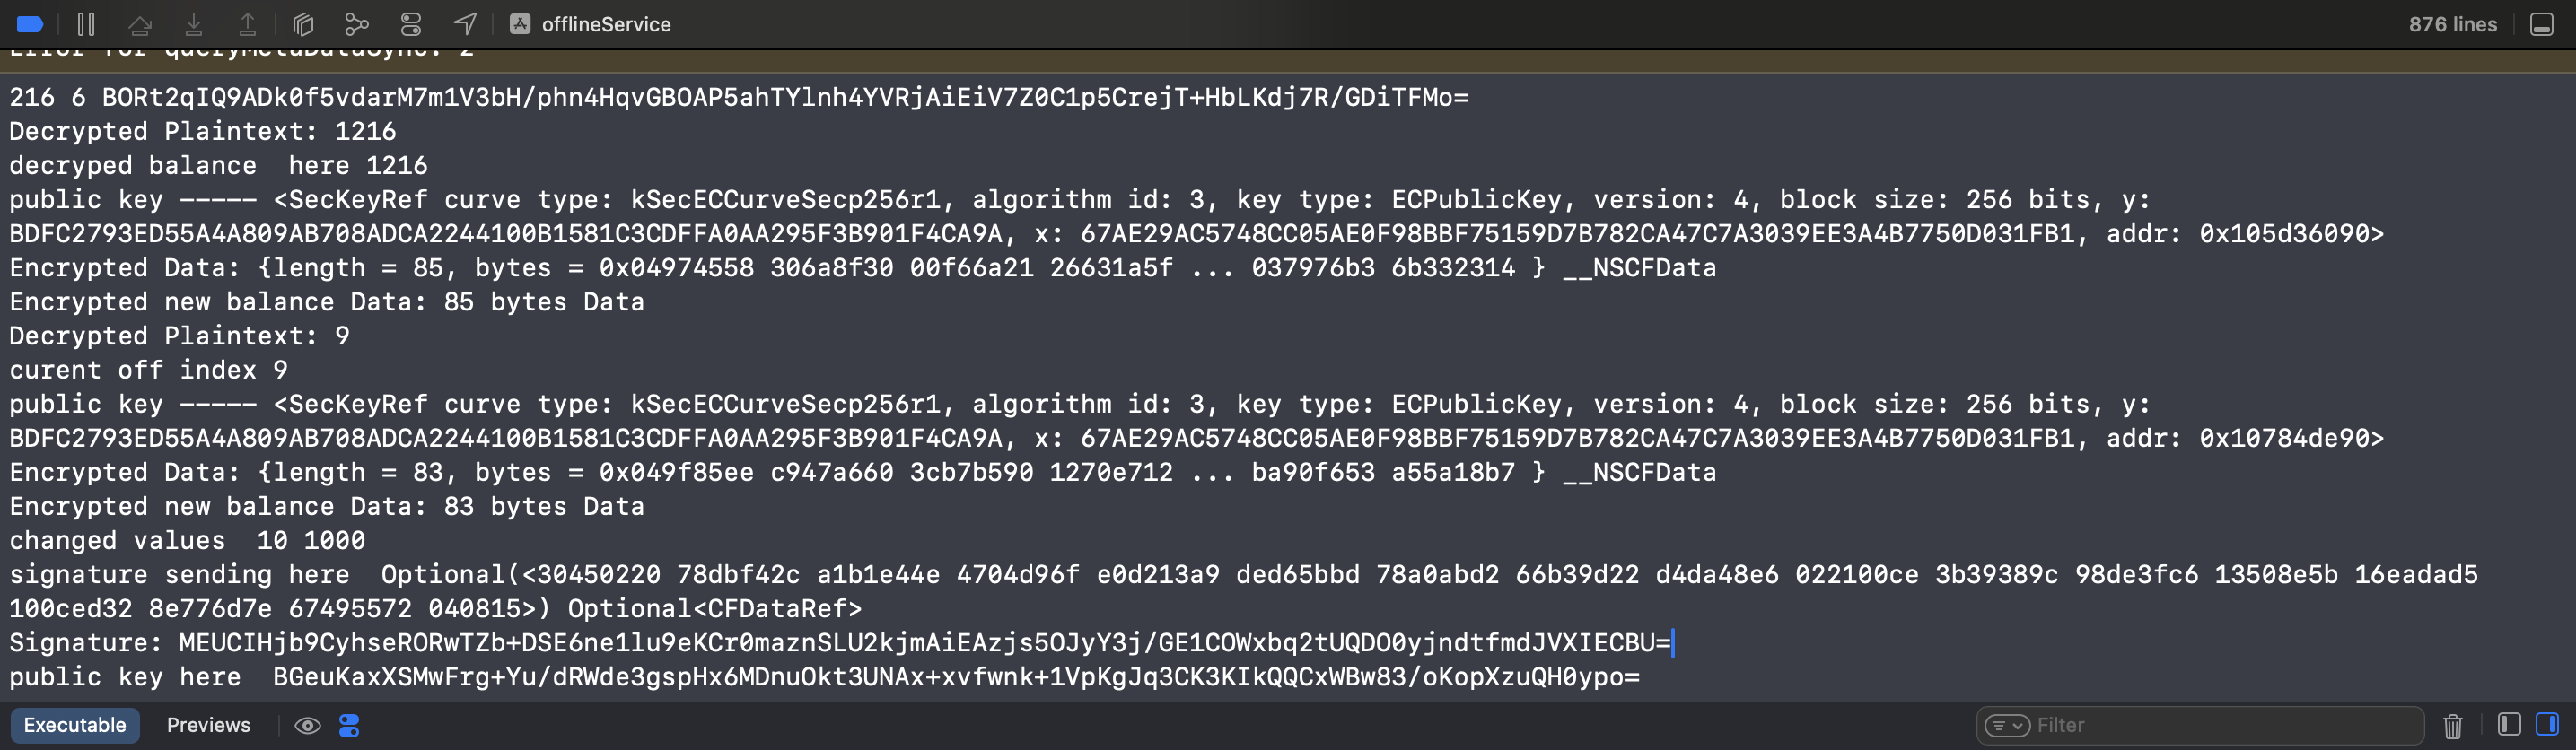 offlineService
876 lines
Error for queryMetaDataSync: 2
216 6 BORt2qIQ9ADk0f5vdarM7m1V3bH/phn4HqvGBOAP5ahTYlnh4YVRjAiEiV7Z0C1p5CrejT+HbLKdj7R/GDiTFMo=
Decrypted Plaintext: 1216
decryped balance  here 1216
public key ––––– <SecKeyRef curve type: kSecECCurveSecp256r1, algorithm id: 3, key type: ECPublicKey, version: 4, block size: 256 bits, y:
BDFC2793ED55A4A809AB708ADCA2244100B1581C3CDFFA0AA295F3B901F4CA9A, x: 67AE29AC5748CC05AE0F98BBF75159D7B782CA47C7A3039EE3A4B7750D031FB1, addr: 0x105d36090>
Encrypted Data: {length = 85, bytes = 0x04974558 306a8f30 00f66a21 26631a5f ... 037976b3 6b332314 } __NSCFData
Encrypted new balance Data: 85 bytes Data
Decrypted Plaintext: 9
curent off index 9
public key ––––– <SecKeyRef curve type: kSecECCurveSecp256r1, algorithm id: 3, key type: ECPublicKey, version: 4, block size: 256 bits, y:
BDFC2793ED55A4A809AB708ADCA2244100B1581C3CDFFA0AA295F3B901F4CA9A, x: 67AE29AC5748CC05AE0F98BBF75159D7B782CA47C7A3039EE3A4B7750D031FB1, addr: 0x10784de90>
Encrypted Data: {length = 83, bytes = 0x049f85ee c947a660 3cb7b590 1270e712 ... ba90f653 a55a18b7 } __NSCFData
Encrypted new balance Data: 83 bytes Data
changed values  10 1000
signature sending here  Optional(<30450220 78dbf42c a1b1e44e 4704d96f e0d213a9 ded65bbd 78a0abd2 66b39d22 d4da48e6 022100ce 3b39389c 98de3fc6 13508e5b 16eadad5
100ced32 8e776d7e 67495572 040815>) Optional<CFDataRef>
Signature: MEUCIHjb9CyhseRORwTZb+DSE6ne1lu9eKCr0maznSLU2kjmAiEAzjs5OJyY3j/GE1COWxbq2tUQDO0yjndtfmdJVXIECBU=
public key here  BGeuKaxXSMwFrg+Yu/dRWde3gspHx6MDnuOkt3UNAx+xvfwnk+1VpKgJq3CK3KIkQQCxWBw83/oKopXzuQH0ypo=
Executable
Previews
Filter